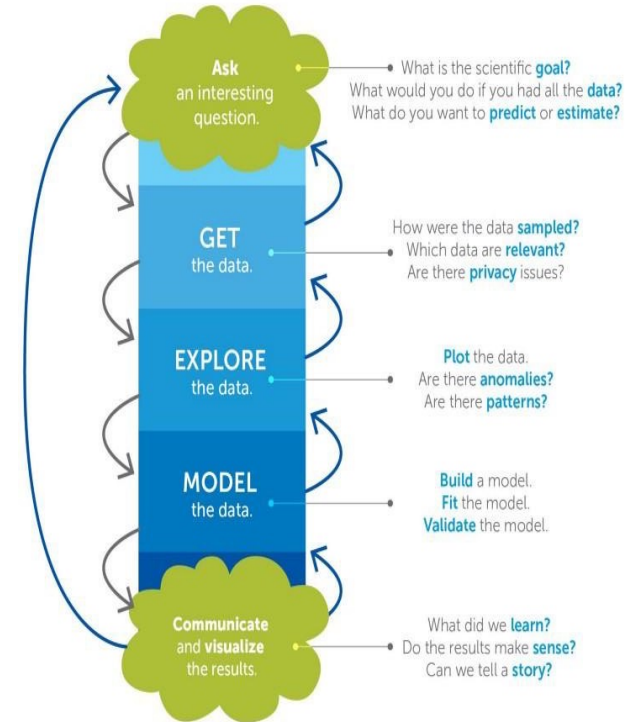 Ask
an interesting
question.
What is the scientific goal?
What would you do if you had all the data?
What do you want to predict or estimate?
GET
the data.
How were the data sampled?
Which data are relevant?
Are there privacy issues?
EXPLORE
the data.
Plot the data.
Are there anomalies?
Are there patterns?
MODEL
the data.
Build a model.
Fit the model.
Validate the model.
Communicate
and visualize
the results.
What did we learn?
Do the results make sense?
Can we tell a story?